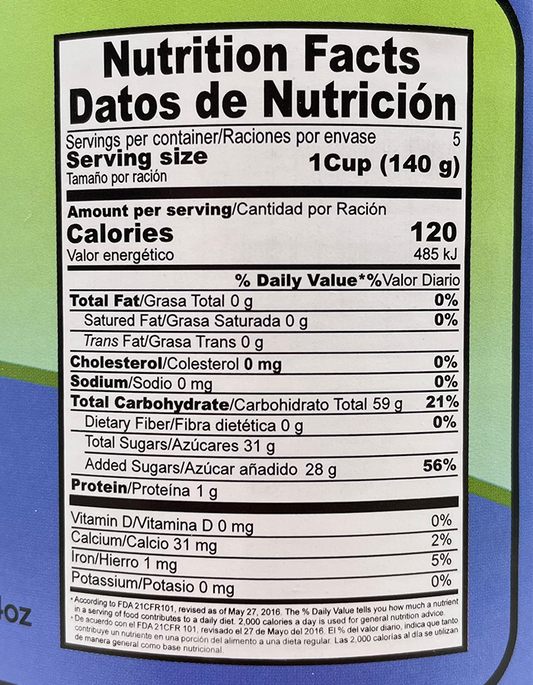 Nutrition Facts
Datos de Nutrición
Servings per container/Raciones por envase 5
Serving size 1Cup (140 g)
Tamaño por ración
Amount per serving/Cantidad por Ración
Calories 120
Valor energético 485 kJ
% Daily Value*%Valor Diario
Total Fat/Grasa Total 0 g 0%
Satured Fat/Grasa Saturada 0 g 0%
Trans Fat/Grasa Trans 0 g
Cholesterol/Colesterol 0 mg 0%
Sodium/Sodio 0 mg 0%
Total Carbohydrate/Carbohidrato Total 59 g 21%
Dietary Fiber/Fibra dietética 0 g 0%
Total Sugars/Azúcares 31 g
Added Sugars/Azúcar añadido 28 g 56%
Protein/Proteína 1 g
Vitamin D/Vitamina D 0 mg 0%
Calcium/Calcio 31 mg 2%
Iron/Hierro 1 mg 5%
Potassium/Potasio 0 mg 0%
* According to FDA 21CFR101, revised as of May 27, 2016. The % Daily Value tells you how much a nutrient
in a serving of food contributes to a daily diet. 2,000 calories a day is used for general nutrition advice.
* De acuerdo con el FDA 21CFR 101, revisado el 27 de Mayo del 2016. El % del valor diario, indica que tanto
contribuye un nutriente en una porción del alimento a una dieta regular. Las 2,000 calorías al día se utilizan
de manera general como base nutricional.
oz